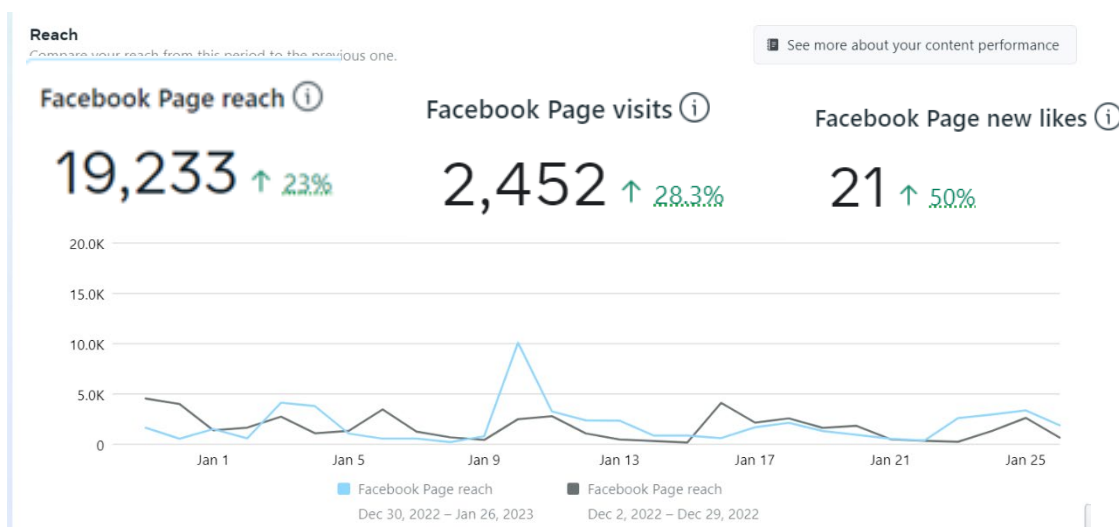 Reach
Compare your reach from this period to the previous one.
See more about your content performance
Facebook Page reach
19,233 ↑ 23%
Facebook Page visits
2,452 ↑ 28.3%
Facebook Page new likes
21 ↑ 50%
20.0K
15.0K
10.0K
5.0K
0
Jan 1 Jan 5 Jan 9 Jan 13 Jan 17 Jan 21 Jan 25
Facebook Page reach
Dec 30, 2022 – Jan 26, 2023
Facebook Page reach
Dec 2, 2022 – Dec 29, 2022